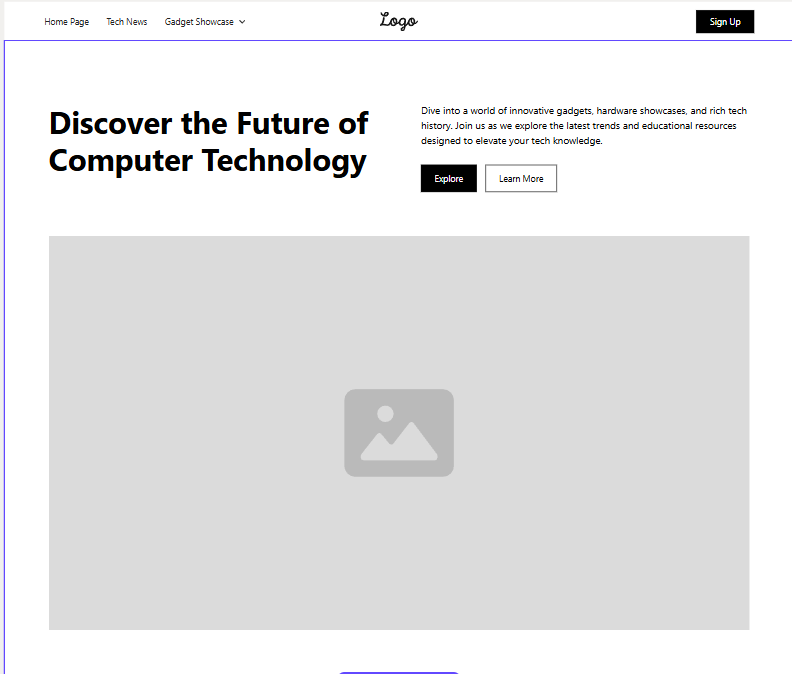 Home Page
Tech News
Gadget Showcase
Logo
Sign Up
Discover the Future of
Computer Technology
Dive into a world of innovative gadgets, hardware showcases, and rich tech
history. Join us as we explore the latest trends and educational resources
designed to elevate your tech knowledge.
Explore
Learn More